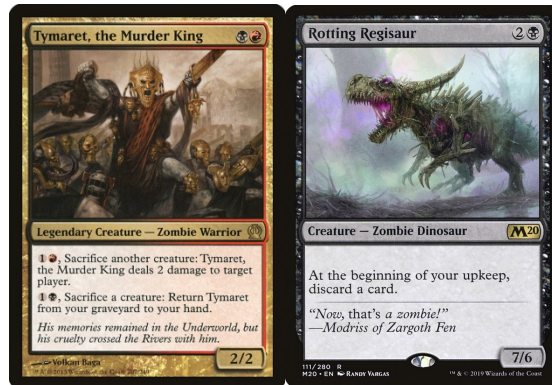 Tymaret, the Murder King
Legendary Creature — Zombie Warrior
1R, Sacrifice another creature: Tymaret,
the Murder King deals 2 damage to target
player.
1, Sacrifice a creature: Return Tymaret
from your graveyard to your hand.
His memories remained in the Underworld, but
his cruelty crossed the Rivers with him.
2/2
Volkan Baga
Rotting Regisaur
2
Creature — Zombie Dinosaur
M20
At the beginning of your upkeep,
discard a card.
“Now, that’s a zombie!”
—Modriss of Zargoth Fen
7/6
111/280 R
M20 • EN RANDY VARGAS
™ & © 2019 Wizards of the Coast